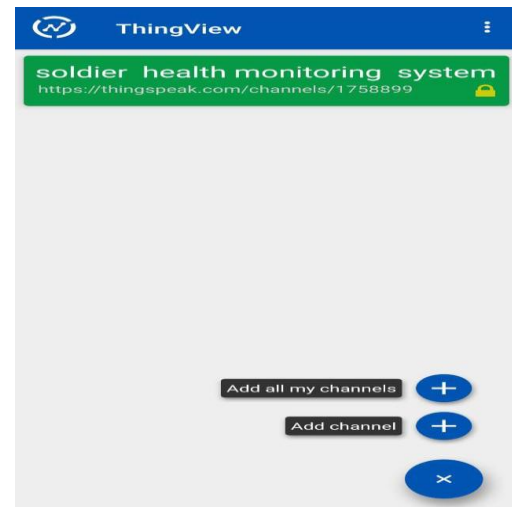 ThingView
soldier health monitoring system
https://thingspeak.com/channels/1758899
Add all my channels
Add channel